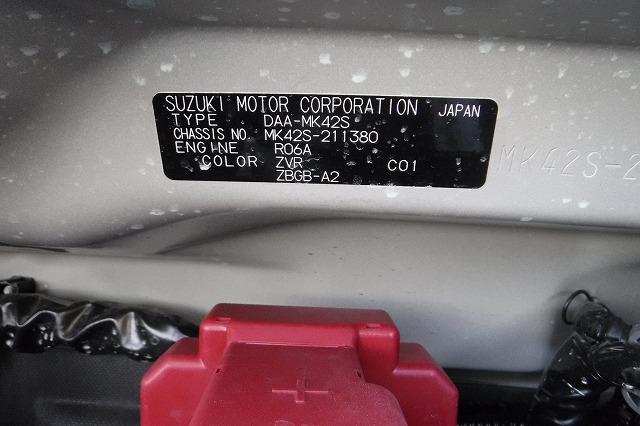 SUZUKI MOTOR CORPORATION JAPAN
TYPE DAA-MK42S
CHASSIS NO. MK42S-211380
ENGINE R06A
COLOR ZVR C01
ZBGB-A2
MK42S-2
+